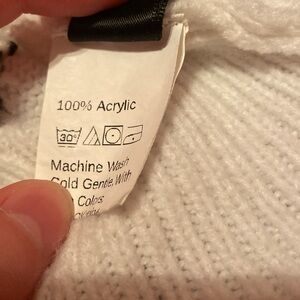 100% Acrylic
30°
Machine Wash
Cold Gentle, With
Colors